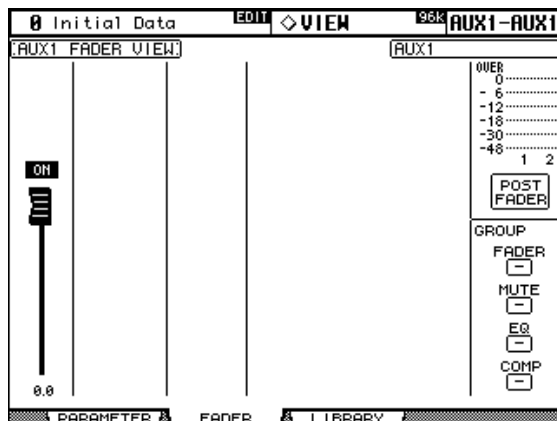 0 Initial Data EDIT ◇VIEW 96k AUX1-AUX1
AUX1 FADER VIEW
AUX1
OVER
0
- 6
-12
-18
-30
-48
1 2
ON
POST
FADER
GROUP
FADER
-
MUTE
-
EQ
-
COMP
-
0.0
PARAMETER FADER LIBRARY